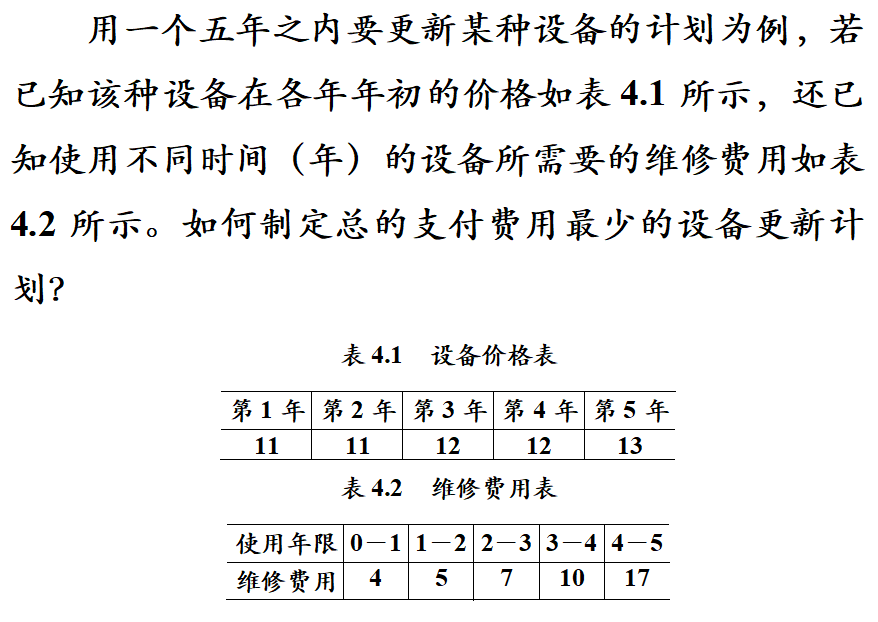 用一个五年之内要更新某种设备的计划为例，若
已知该种设备在各年年初的价格如表 4.1 所示，还已
知使用不同时间（年）的设备所需要的维修费用如表
4.2 所示。如何制定总的支付费用最少的设备更新计
划？
表 4.1 设备价格表
第 1 年 第 2 年 第 3 年 第 4 年 第 5 年
11 11 12 12 13
表 4.2 维修费用表
使用年限 0－1 1－2 2－3 3－4 4－5
维修费用 4 5 7 10 17